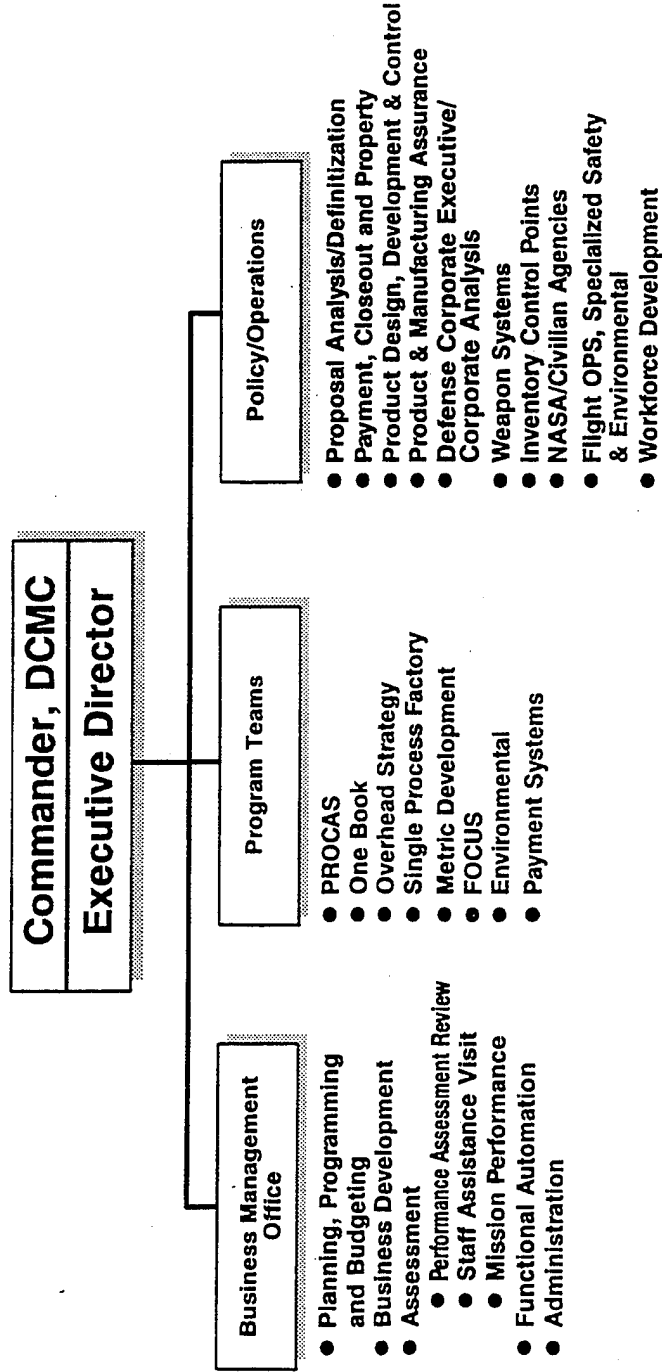 Commander, DCMC
Executive Director
Business Management
Office
● Planning, Programming
and Budgeting
● Business Development
● Assessment
● Performance Assessment Review
● Staff Assistance Visit
● Mission Performance
● Functional Automation
● Administration
Program Teams
● PROCAS
● One Book
● Overhead Strategy
● Single Process Factory
● Metric Development
● FOCUS
● Environmental
● Payment Systems
Policy/Operations
● Proposal Analysis/Definitization
● Payment, Closeout and Property
● Product Design, Development & Control
● Product & Manufacturing Assurance
● Defense Corporate Executive/
Corporate Analysis
● Weapon Systems
● Inventory Control Points
● NASA/Civilian Agencies
● Flight OPS, Specialized Safety
& Environmental
● Workforce Development